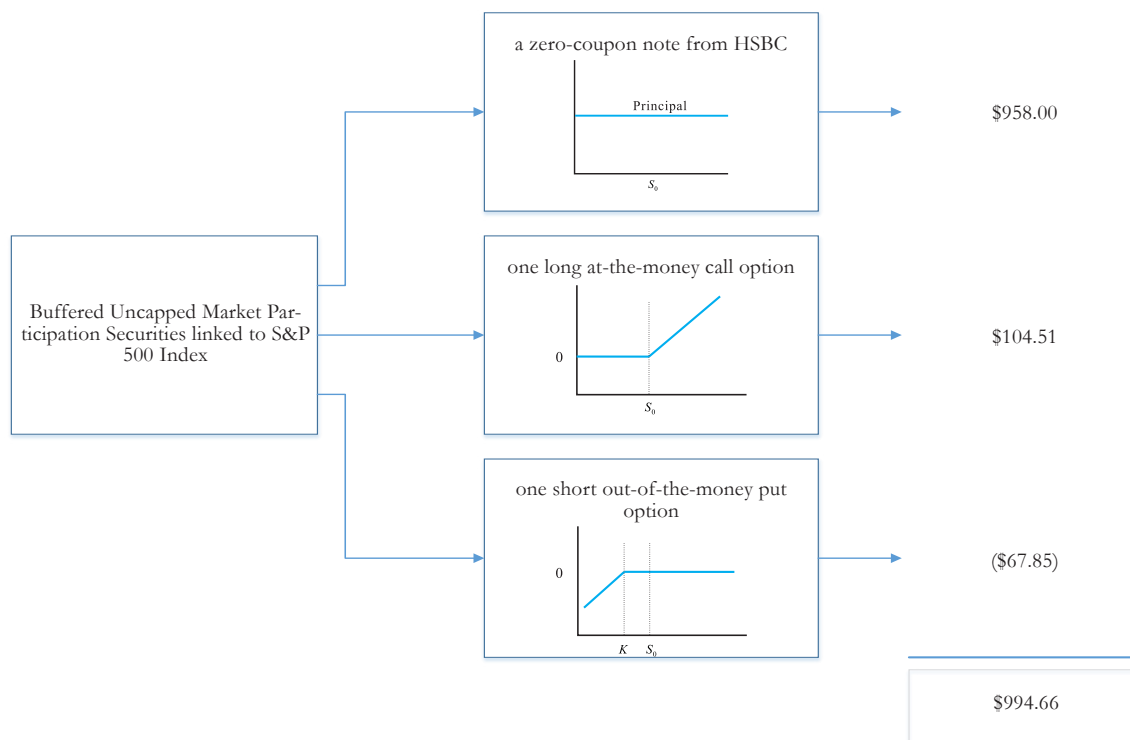 a zero-coupon note from HSBC
Principal
S₀
$958.00
Buffered Uncapped Market Par-
ticipation Securities linked to S&P
500 Index
one long at-the-money call option
0
S₀
$104.51
one short out-of-the-money put
option
0
K S₀
($67.85)
$994.66